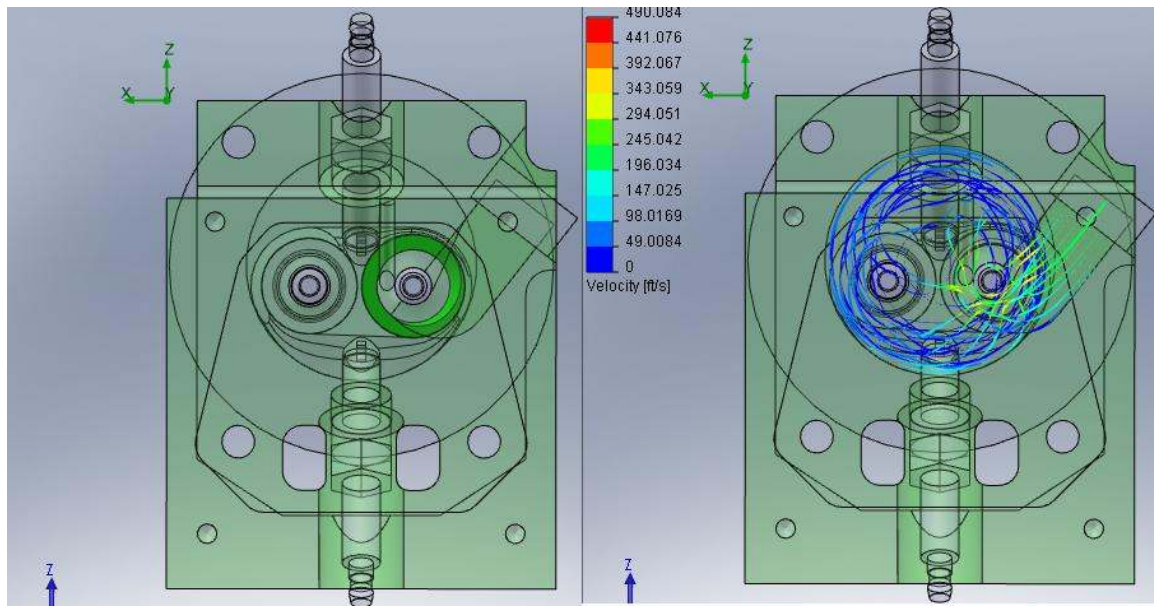 Z
X
Y
Z
490.084
441.076
392.067
343.059
294.051
245.042
196.034
147.025
98.0169
49.0084
0
Velocity [ft/s]
Z
X
Y
Z